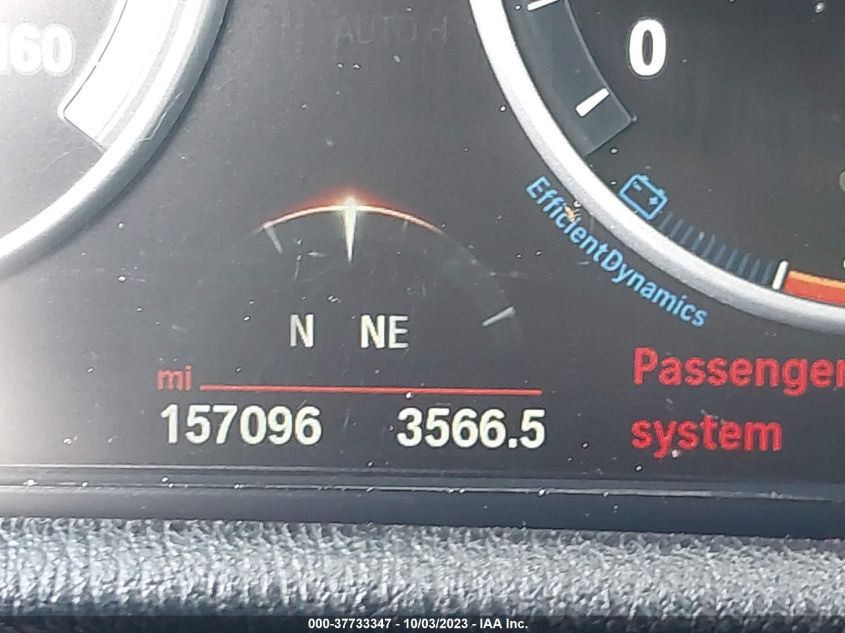 160
AUTO H
0
EfficientDynamics
N NE
mi
157096 3566.5
Passenger
system
000-37733347 - 10/03/2023 - IAA Inc.